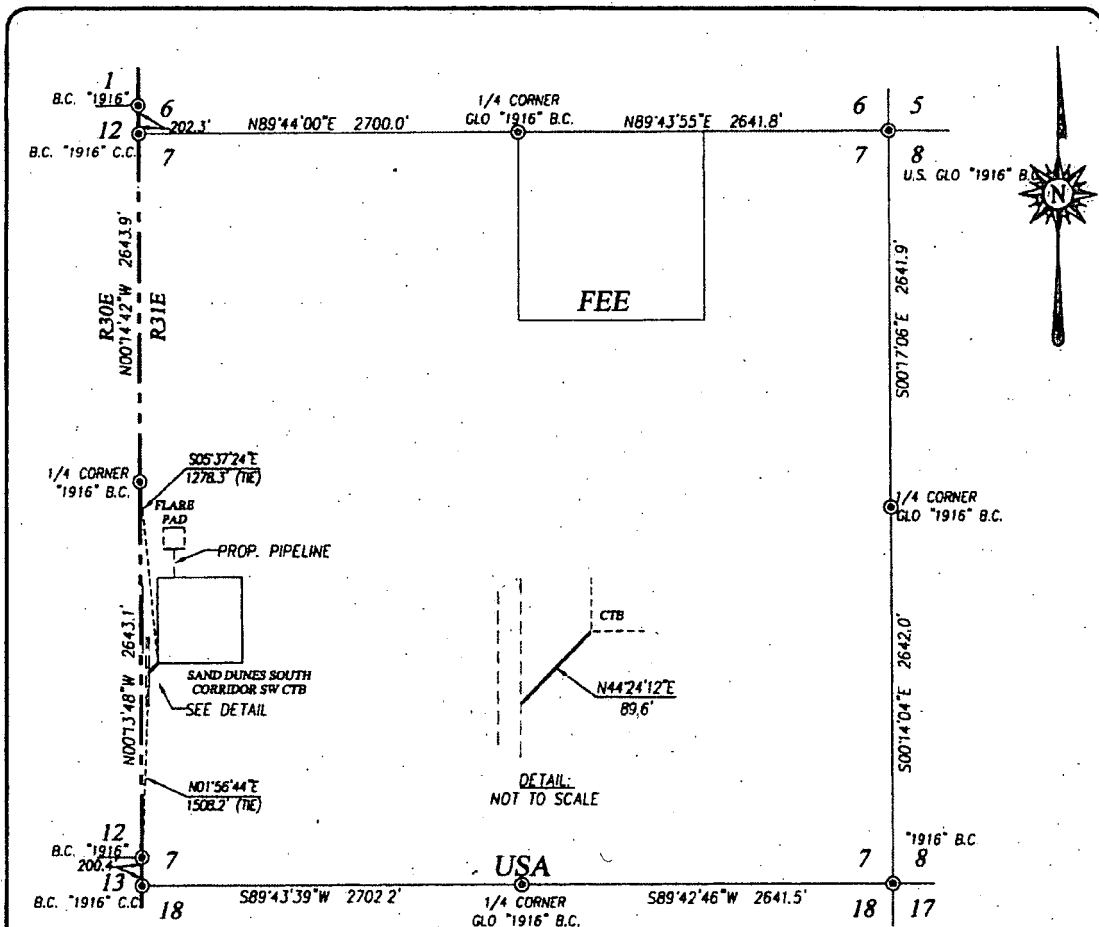 1
B.C. "1916"
6
1/4 CORNER
GLO "1916" B.C.
6 5
202.3'
N89°44'00"E 2700.0'
N89°43'55"E 2641.8'
12
7
7 8
B.C. "1916" C.C.
U.S. GLO "1916" B.C.
N
N00°14'42"W 2643.9'
R30E
R31E
FEE
S00°17'06"E 2641.9'
1/4 CORNER
"1916" B.C.
S05°37'24"E
1278.3' (TIE)
FLARE
PAD
PROP. PIPELINE
1/4 CORNER
GLO "1916" B.C.
N00°13'48"W 2643.1'
SAND DUNES SOUTH
CORRIDOR SW CTB
SEE DETAIL
CTB
N44°24'12"E
89.6'
DETAIL:
NOT TO SCALE
S00°14'04"E 2642.0'
N01°56'44"E
1508.2' (TIE)
12
B.C. "1916"
7
200.4'
13
B.C. "1916" C.C.
18
S89°43'39"W 2702.2'
USA
1/4 CORNER
GLO "1916" B.C.
S89°42'46"W 2641.5'
"1916" B.C.
7 8
18 17